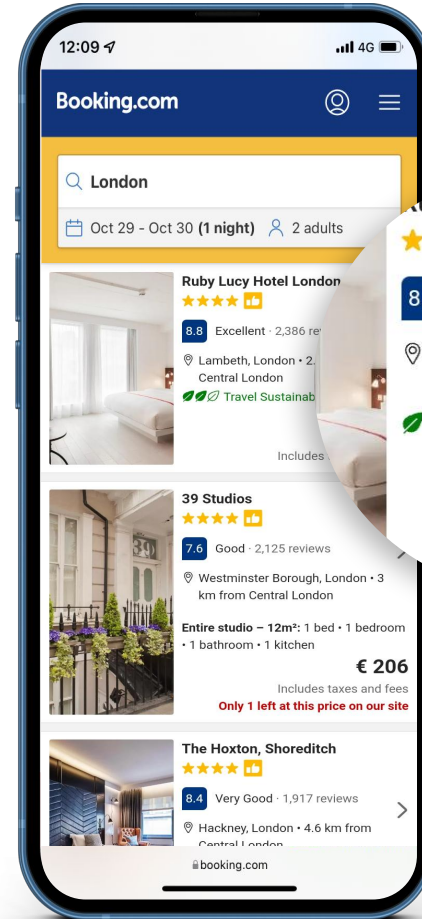 12:09
4G
Booking.com
London
Oct 29 - Oct 30 (1 night) 2 adults
Ruby Lucy Hotel London
8.8 Excellent · 2,386
Lambeth, London • 2.
Central London
Travel
Includes
8
39 Studios
39
7.6 Good · 2,125 reviews
Westminster Borough, London • 3
km from Central London
Entire studio – 12m²: 1 bed • 1 bedroom
• 1 bathroom • 1 kitchen
€ 206
Includes taxes and fees
Only 1 left at this price on our site
The Hoxton, Shoreditch
8.4 Very Good · 1,917 reviews
Hackney, London • 4.6 km from
Central London
booking.com